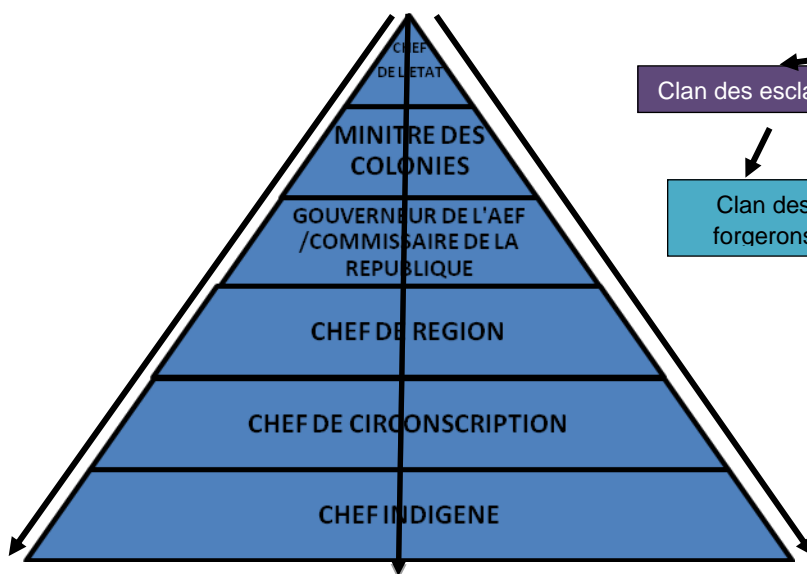 CHEF
DE L'ETAT
MINITRE DES
COLONIES
GOUVERNEUR DE L'AEF
/COMMISSAIRE DE LA
REPUBLIQUE
CHEF DE REGION
CHEF DE CIRCONSCRIPTION
CHEF INDIGENE
Clan des escla
Clan des
forgerons